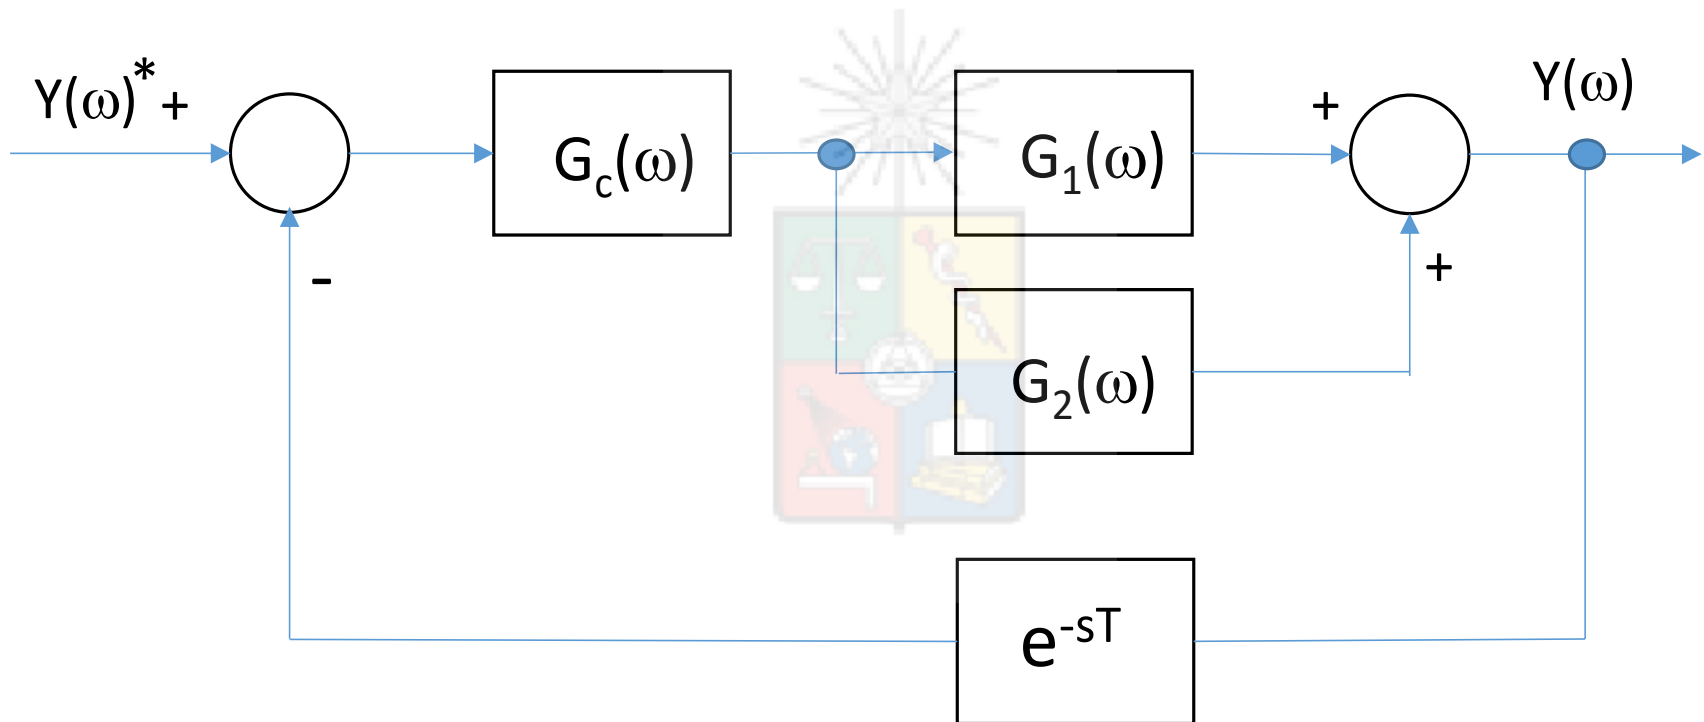 Y(ω)* +
Gc(ω)
G1(ω)
+
Y(ω)
-
+
G2(ω)
e-sT